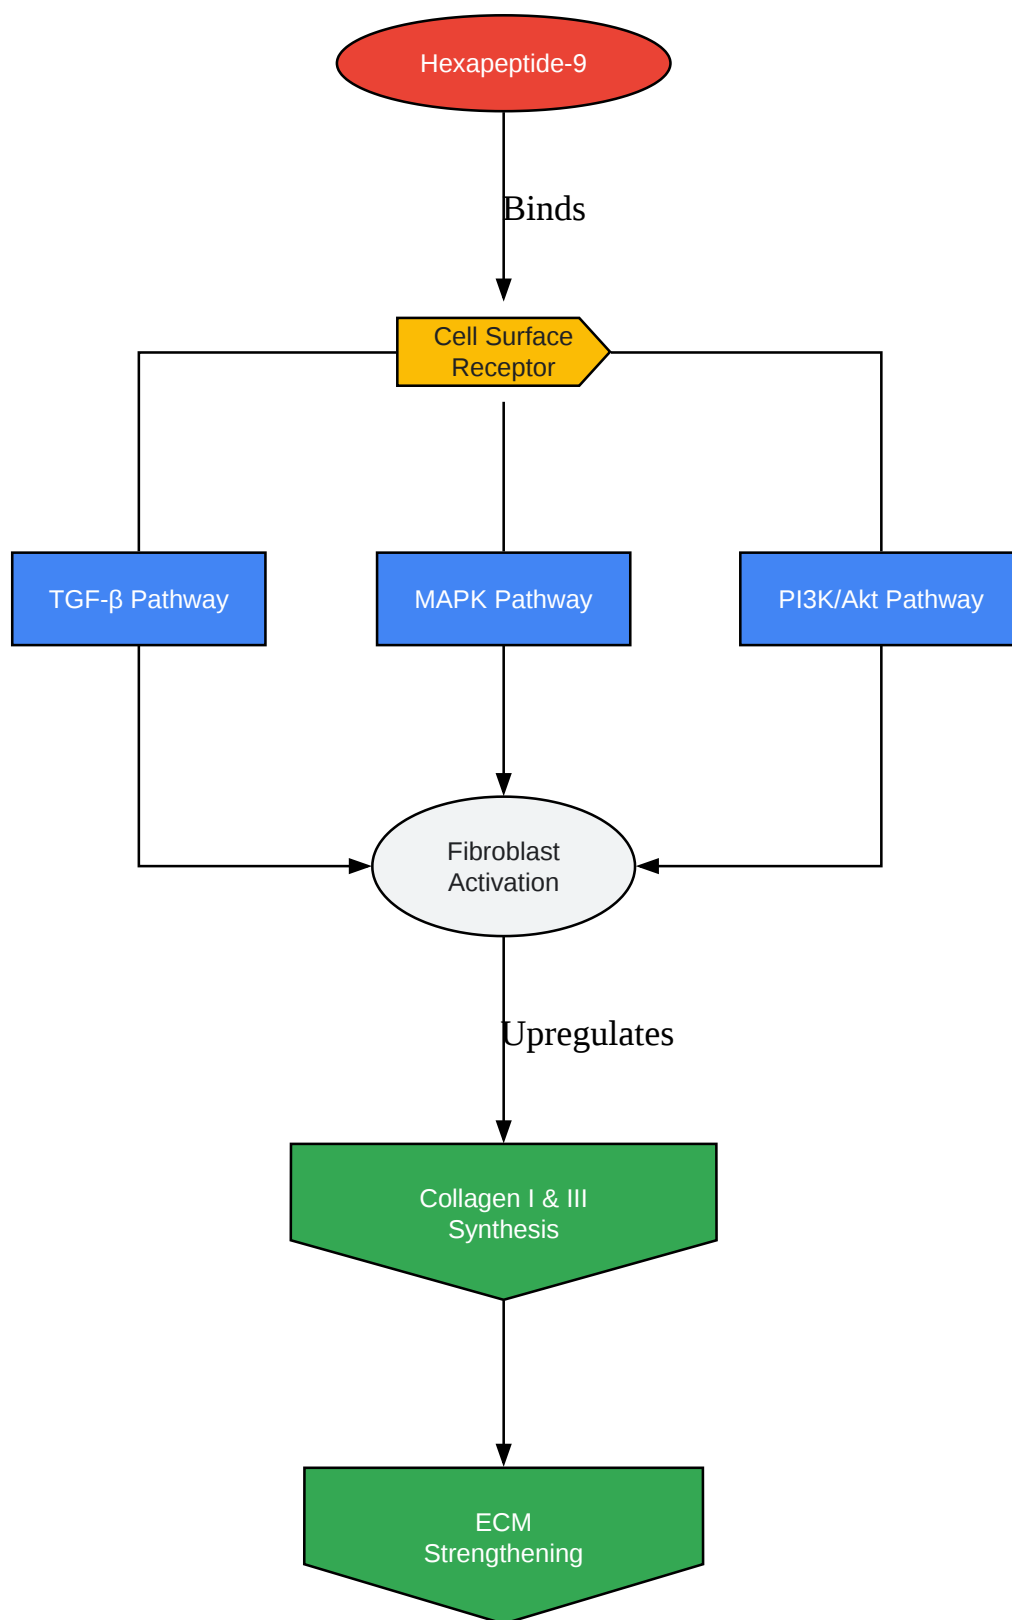 Hexapeptide-9
Binds
Cell Surface
Receptor
TGF-β Pathway
MAPK Pathway
PI3K/Akt Pathway
Fibroblast
Activation
Upregulates
Collagen I & III
Synthesis
ECM
Strengthening